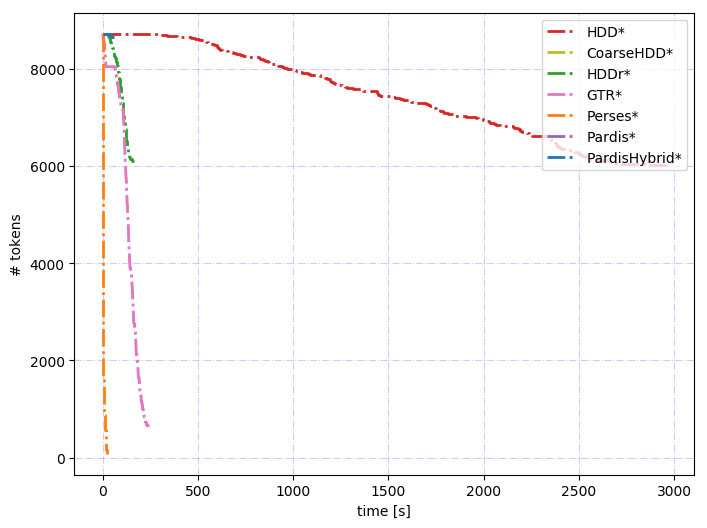 HDD*
CoarseHDD*
HDDr*
GTR*
Perses*
Pardis*
PardisHybrid*
# tokens
8000
6000
4000
2000
0
0 500 1000 1500 2000 2500 3000
time [s]